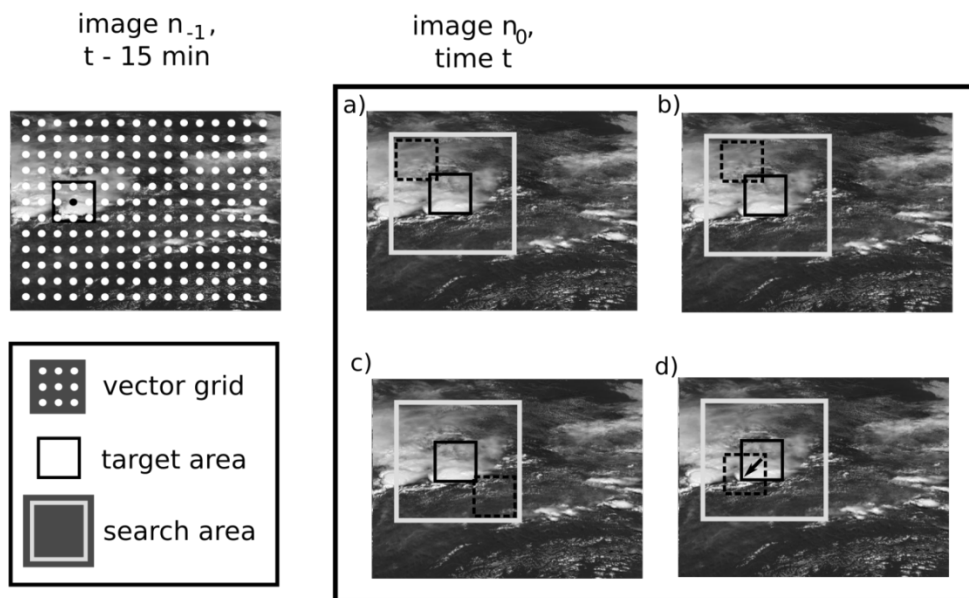 image n-1,
t - 15 min
image n0,
time t
a)
b)
c)
d)
vector grid
target area
search area